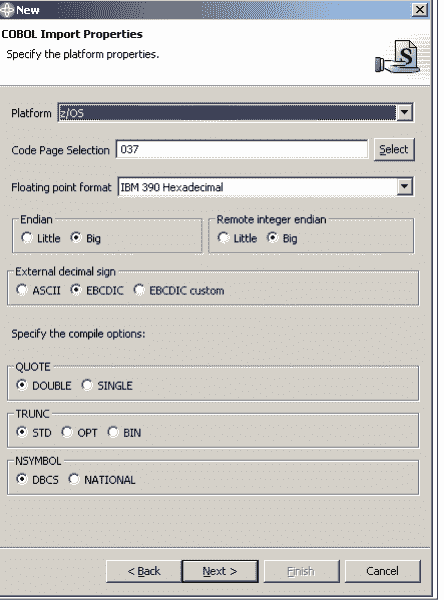 New
COBOL Import Properties
Specify the platform properties.
S
Platform z/OS
Code Page Selection 037 Select
Floating point format IBM 390 Hexadecimal
Endian Remote integer endian
Little Big Little Big
External decimal sign
ASCII EBCDIC EBCDIC custom
Specify the compile options:
QUOTE
DOUBLE SINGLE
TRUNC
STD OPT BIN
NSYMBOL
DBCS NATIONAL
< Back Next > Finish Cancel